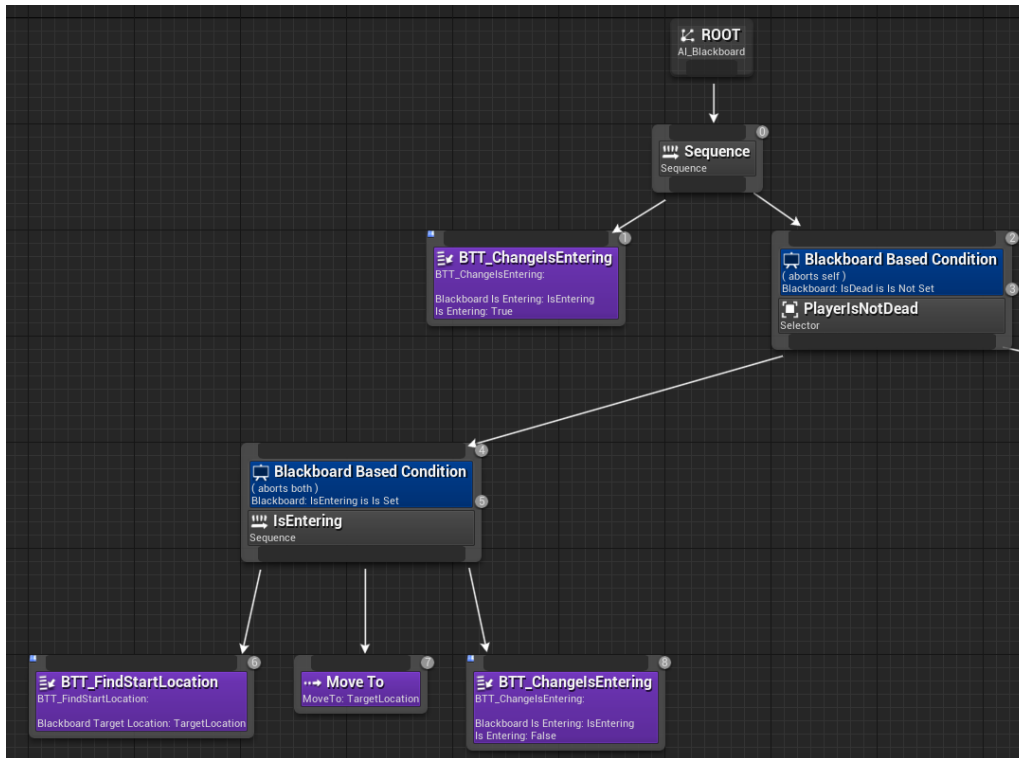 ROOT
AI_Blackboard
0
Sequence
Sequence
1
BTT_ChangeIsEntering
BTT_ChangeIsEntering:
Blackboard Is Entering: IsEntering
Is Entering: True
2
Blackboard Based Condition
( aborts self )
Blackboard: IsDead is Is Not Set
3
PlayerIsNotDead
Selector
4
Blackboard Based Condition
( aborts both )
Blackboard: IsEntering is Is Set
5
IsEntering
Sequence
6
BTT_FindStartLocation
BTT_FindStartLocation:
Blackboard Target Location: TargetLocation
7
Move To
MoveTo: TargetLocation
8
BTT_ChangeIsEntering
BTT_ChangeIsEntering:
Blackboard Is Entering: IsEntering
Is Entering: False